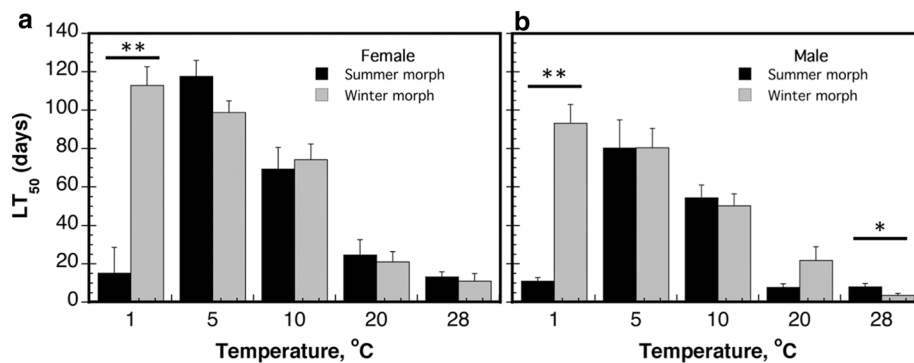 a
b
140
120
100
80
60
40
20
0
LT50 (days)
**
Female
Summer morph
Winter morph
1 5 10 20 28
Temperature, °C
**
Male
Summer morph
Winter morph
*
1 5 10 20 28
Temperature, °C